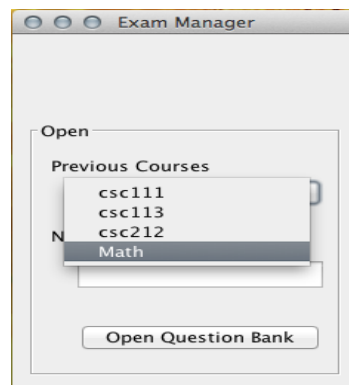 Exam Manager
Open
Previous Courses
csc111
csc113
csc212
Math
Open Question Bank